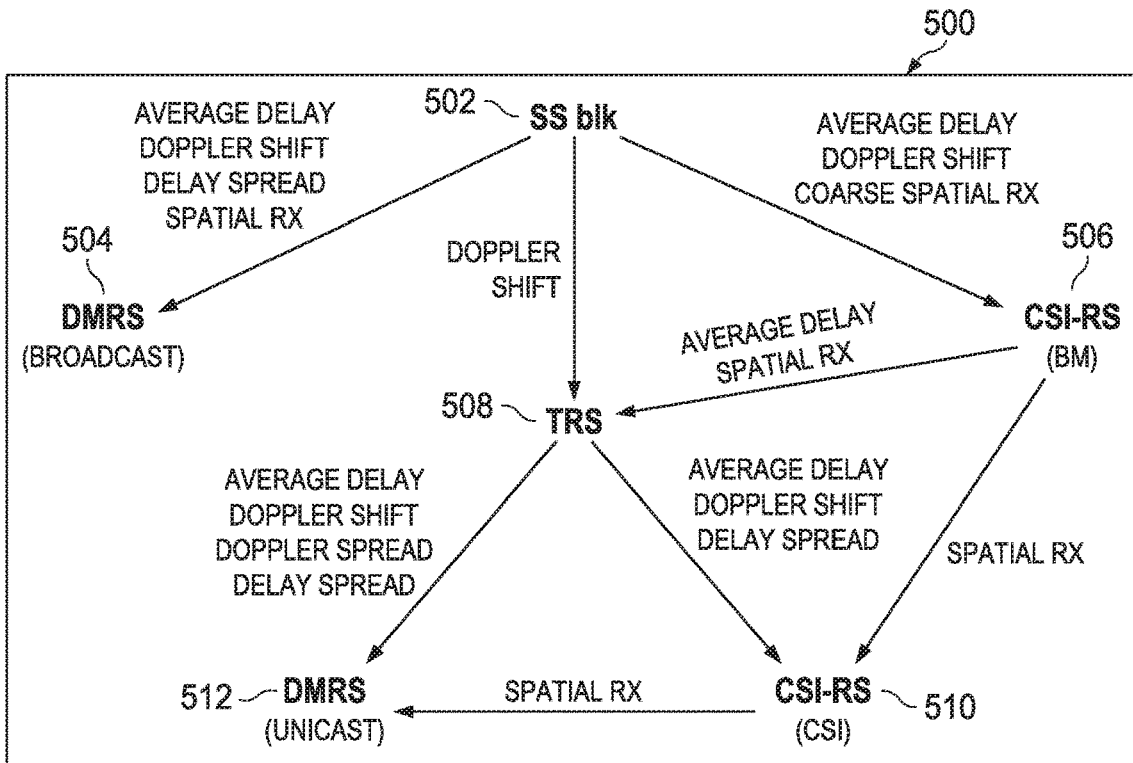 500
502
SS blk
AVERAGE DELAY
DOPPLER SHIFT
DELAY SPREAD
SPATIAL RX
AVERAGE DELAY
DOPPLER SHIFT
COARSE SPATIAL RX
504
DMRS
(BROADCAST)
DOPPLER
SHIFT
506
CSI-RS
(BM)
AVERAGE DELAY
SPATIAL RX
508
TRS
AVERAGE DELAY
DOPPLER SHIFT
DOPPLER SPREAD
DELAY SPREAD
AVERAGE DELAY
DOPPLER SHIFT
DELAY SPREAD
SPATIAL RX
512
DMRS
(UNICAST)
SPATIAL RX
CSI-RS
(CSI)
510